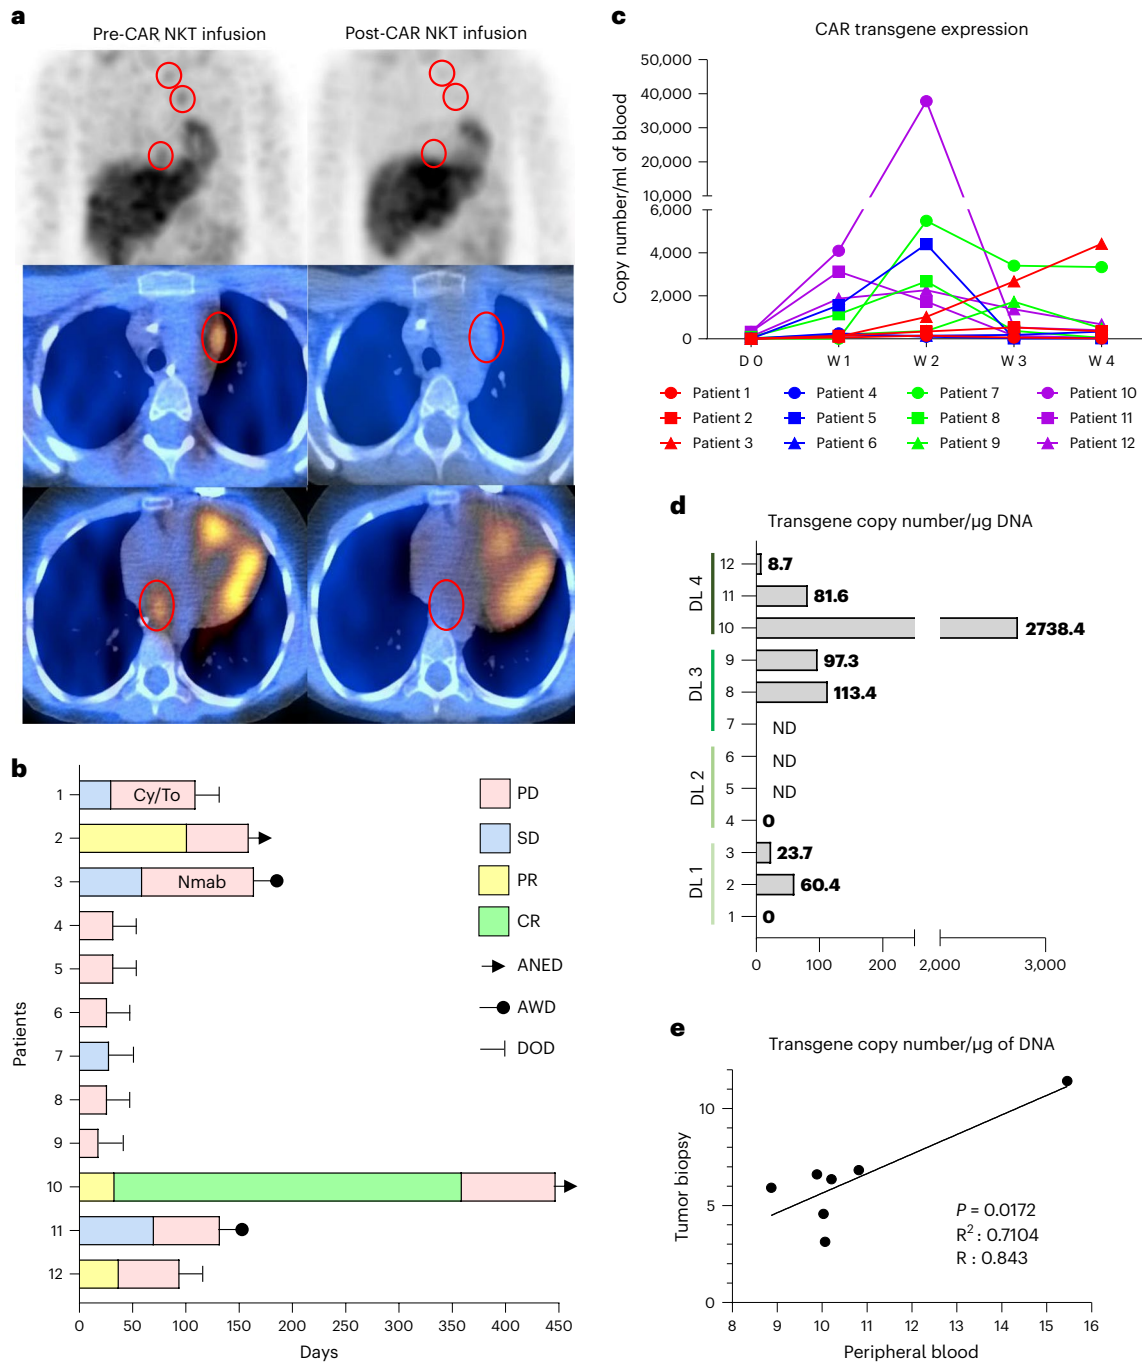 a
Pre-CAR NKT infusion
Post-CAR NKT infusion
b
Patients
1
2
3
4
5
6
7
8
9
10
11
12
Cy/To
Nmab
PD
SD
PR
CR
ANED
AWD
DOD
0 50 100 150 200 250 300 350 400 450
Days
c
CAR transgene expression
Copy number/ml of blood
50,000
40,000
30,000
20,000
10,000
6,000
4,000
2,000
0
D 0 W 1 W 2 W 3 W 4
Patient 1 Patient 4 Patient 7 Patient 10
Patient 2 Patient 5 Patient 8 Patient 11
Patient 3 Patient 6 Patient 9 Patient 12
d
Transgene copy number/µg DNA
DL 4
12 8.7
11 81.6
10 2738.4
DL 3
9 97.3
8 113.4
7 ND
DL 2
6 ND
5 ND
4 0
DL 1
3 23.7
2 60.4
1 0
0 100 200 2,000 3,000
e
Transgene copy number/µg of DNA
Tumor biopsy
10
5
0
P = 0.0172
R² : 0.7104
R : 0.843
8 9 10 11 12 13 14 15 16
Peripheral blood